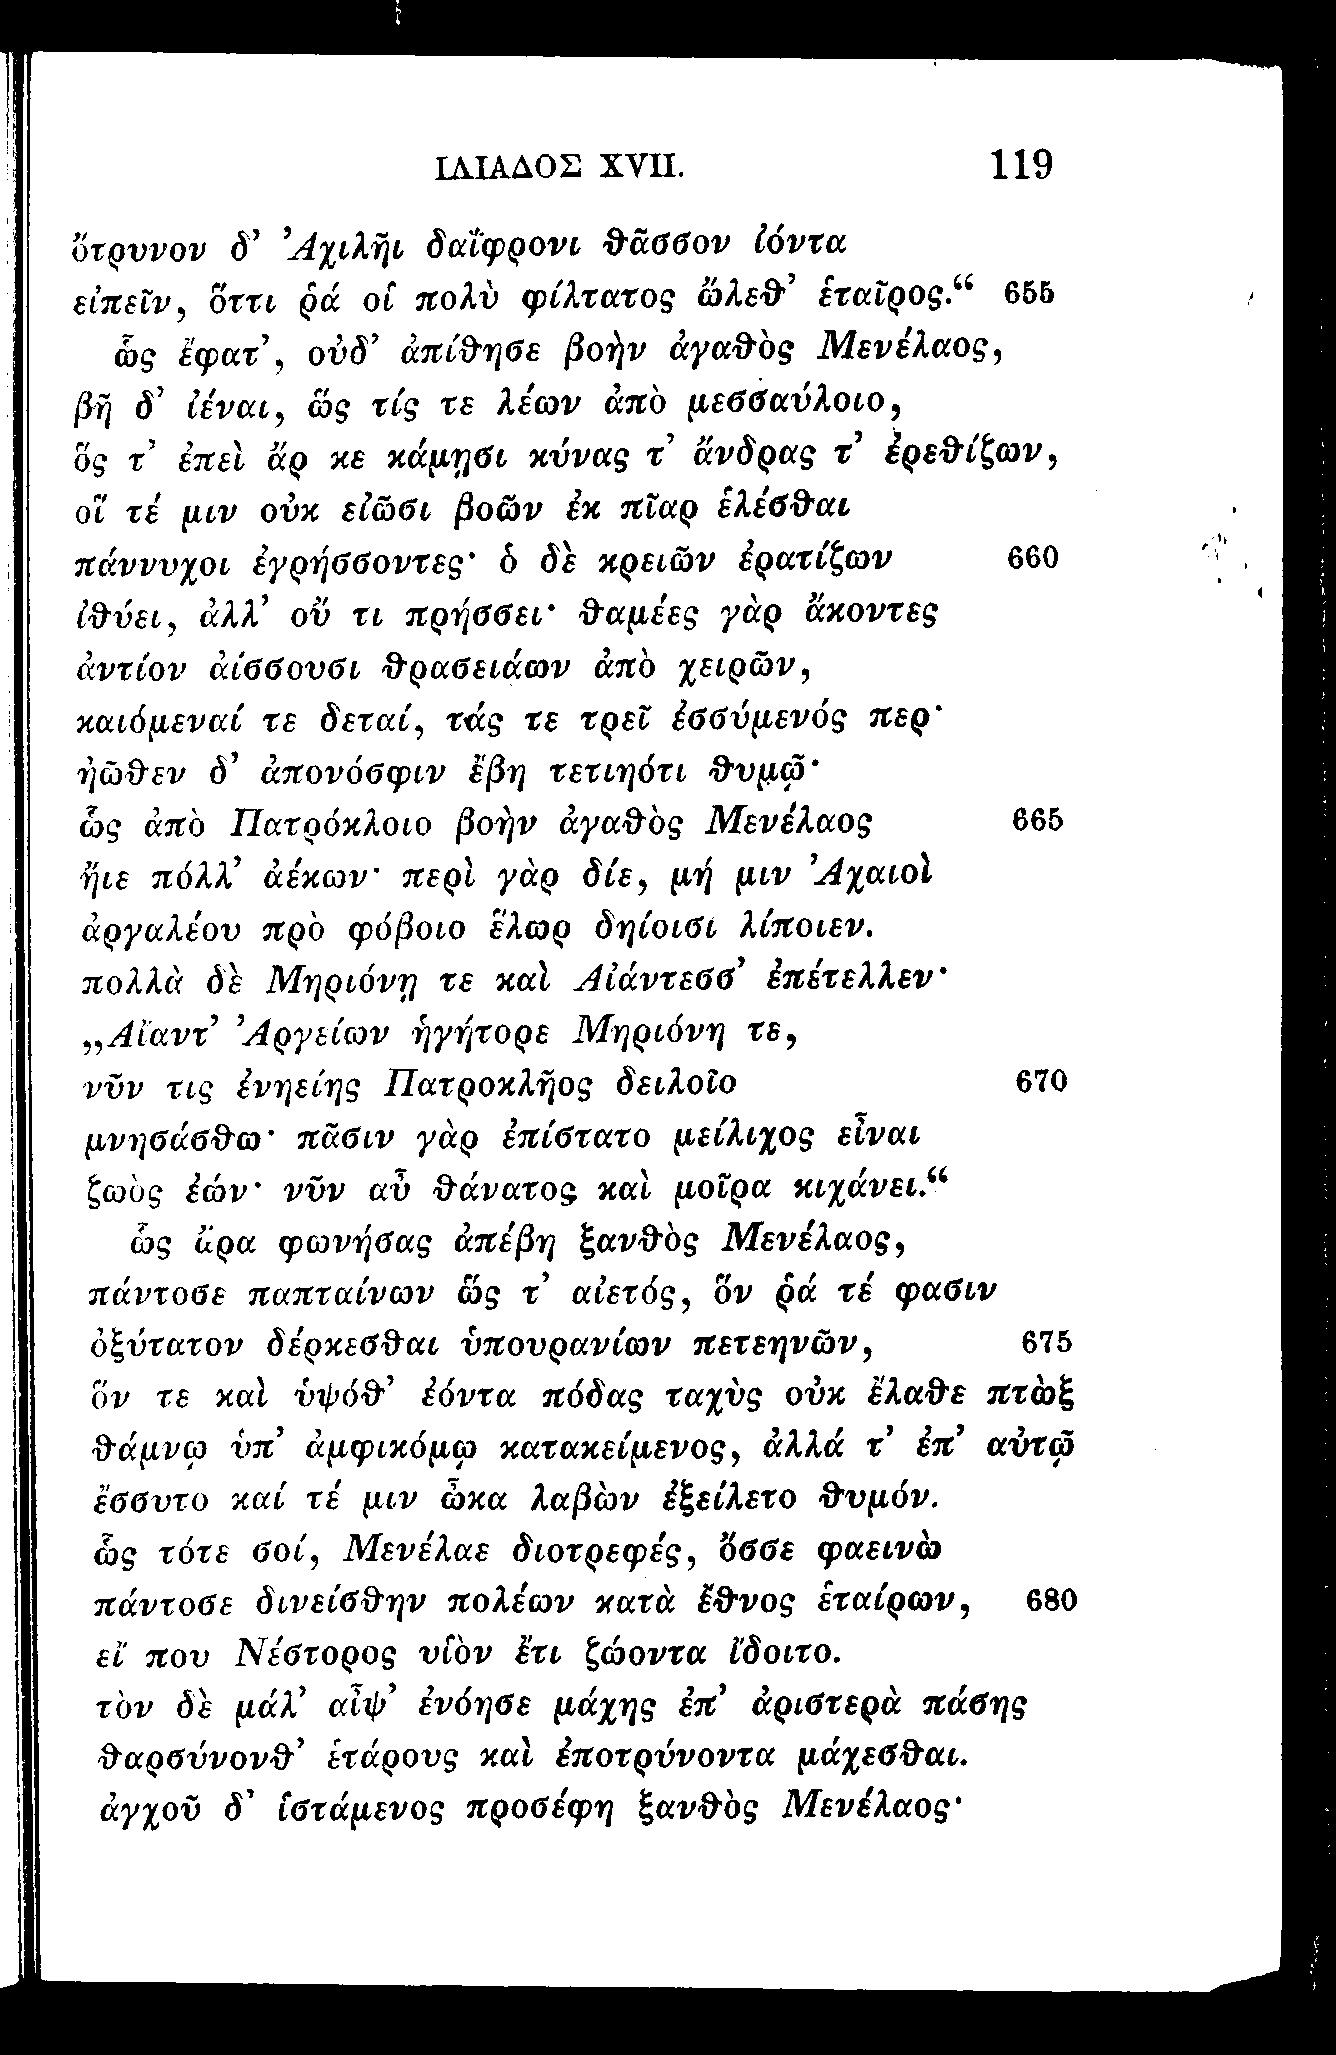 ΙΛΙΑΔΟΣ XVII. 119
ὄτρυνον δ’ Ἀχιλῆι δαΐφρονι θᾶσσον ἰόντα
εἰπεῖν, ὅττι ῥά οἱ πολὺ φίλτατος ὤλεθ’ ἑταῖρος.“ 655
ὣς ἔφατ’, οὐδ’ ἀπίθησε βοὴν ἀγαθὸς Μενέλαος,
βῆ δ’ ἰέναι, ὥς τίς τε λέων ἀπὸ μεσσαύλοιο,
ὅς τ’ ἐπεὶ ἄρ κε κάμῃσι κύνας τ’ ἄνδρας τ’ ἐρεθίζων,
οἵ τέ μιν οὐκ εἰῶσι βοῶν ἐκ πῖαρ ἑλέσθαι
πάννυχοι ἐγρήσσοντες· ὁ δὲ κρειῶν ἐρατίζων 660
ἰθύει, ἀλλ’ οὔ τι πρήσσει· θαμέες γὰρ ἄκοντες
ἀντίον ἀίσσουσι θρασειάων ἀπὸ χειρῶν,
καιόμεναί τε δεταί, τάς τε τρεῖ ἐσσύμενός περ·
ἠῶθεν δ’ ἀπονόσφιν ἔβη τετιηότι θυμῷ·
ὣς ἀπὸ Πατρόκλοιο βοὴν ἀγαθὸς Μενέλαος 665
ἤιε πόλλ’ ἀέκων· περὶ γὰρ δίε, μή μιν Ἀχαιοὶ
ἀργαλέου πρὸ φόβοιο ἕλωρ δηίοισι λίποιεν.
πολλὰ δὲ Μηριόνῃ τε καὶ Αἰάντεσσ’ ἐπέτελλεν·
„Αἴαντ’ Ἀργείων ἡγήτορε Μηριόνη τε,
νῦν τις ἐνηείης Πατροκλῆος δειλοῖο 670
μνησάσθω· πᾶσιν γὰρ ἐπίστατο μείλιχος εἶναι
ζωὸς ἐών· νῦν αὖ θάνατος καὶ μοῖρα κιχάνει.“
ὣς ἄρα φωνήσας ἀπέβη ξανθὸς Μενέλαος,
πάντοσε παπταίνων ὥς τ’ αἰετός, ὅν ῥά τέ φασιν
ὀξύτατον δέρκεσθαι ὑπουρανίων πετεηνῶν, 675
ὅν τε καὶ ὑψόθ’ ἐόντα πόδας ταχὺς οὐκ ἔλαθε πτὼξ
θάμνῳ ὑπ’ ἀμφικόμῳ κατακείμενος, ἀλλά τ’ ἐπ’ αὐτῷ
ἔσσυτο καί τέ μιν ὦκα λαβὼν ἐξείλετο θυμόν.
ὣς τότε σοί, Μενέλαε διοτρεφές, ὄσσε φαεινὼ
πάντοσε δινείσθην πολέων κατὰ ἔθνος ἑταίρων, 680
εἴ που Νέστορος υἱὸν ἔτι ζώοντα ἴδοιτο.
τὸν δὲ μάλ’ αἶψ’ ἐνόησε μάχης ἐπ’ ἀριστερὰ πάσης
θαρσύνονθ’ ἑτάρους καὶ ἐποτρύνοντα μάχεσθαι.
ἀγχοῦ δ’ ἱστάμενος προσέφη ξανθὸς Μενέλαος·